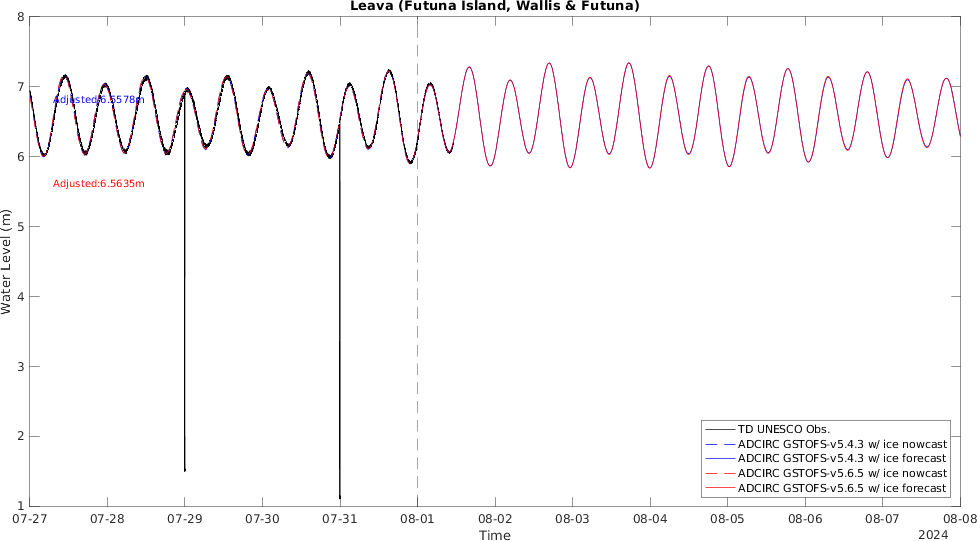 Leava (Futuna Island, Wallis & Futuna)
8
7
6
5
4
3
2
1
Water Level (m)
Adjusted:6.5578m
Adjusted:6.5635m
TD UNESCO Obs.
ADCIRC GSTOFS-v5.4.3 w/ ice nowcast
ADCIRC GSTOFS-v5.4.3 w/ ice forecast
ADCIRC GSTOFS-v5.6.5 w/ ice nowcast
ADCIRC GSTOFS-v5.6.5 w/ ice forecast
07-27 07-28 07-29 07-30 07-31 08-01 08-02 08-03 08-04 08-05 08-06 08-07 08-08
Time
2024